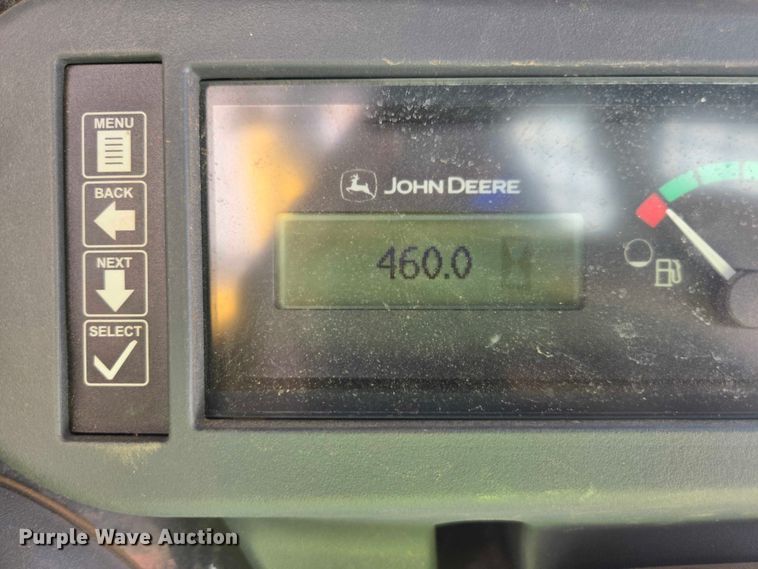 MENU
BACK
NEXT
SELECT
JOHN DEERE
460.0
Purple Wave Auction